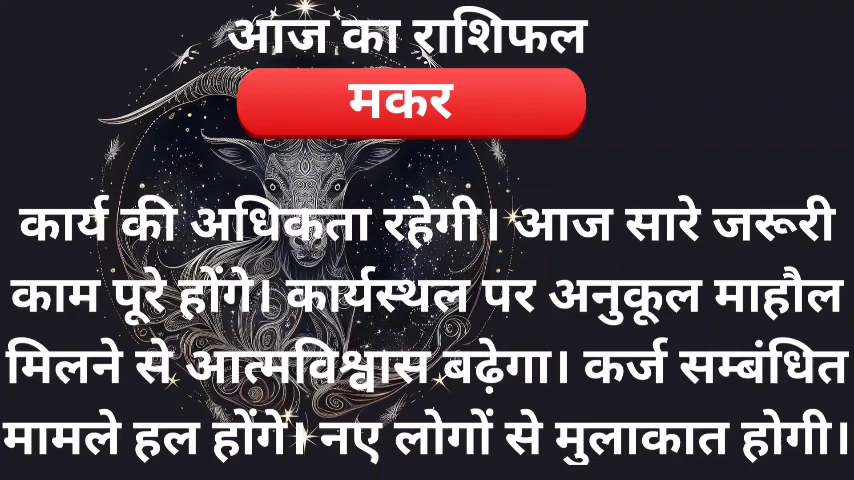 आज का राशिफल
मकर
कार्य की अधिकता रहेगी। आज सारे जरूरी
काम पूरे होंगे। कार्यस्थल पर अनुकूल माहौल
मिलने से आत्मविश्वास बढ़ेगा। कर्ज सम्बंधित
मामले हल होंगे। नए लोगों से मुलाकात होगी।